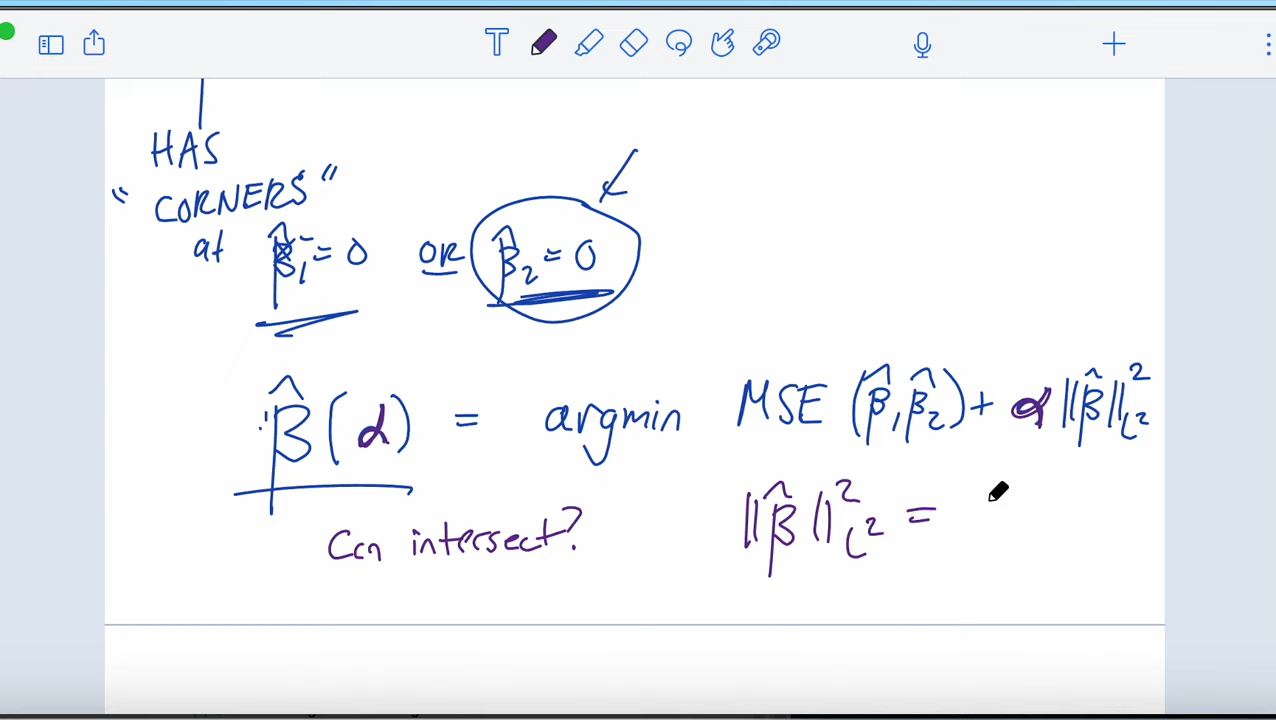 HAS
"CORNERS"
at β̂₁ = 0 OR β̂₂ = 0
β̂(α) = argmin MSE(β̂₁, β̂₂) + α‖β̂‖²_L²
Can intersect? ‖β̂‖²_L² =